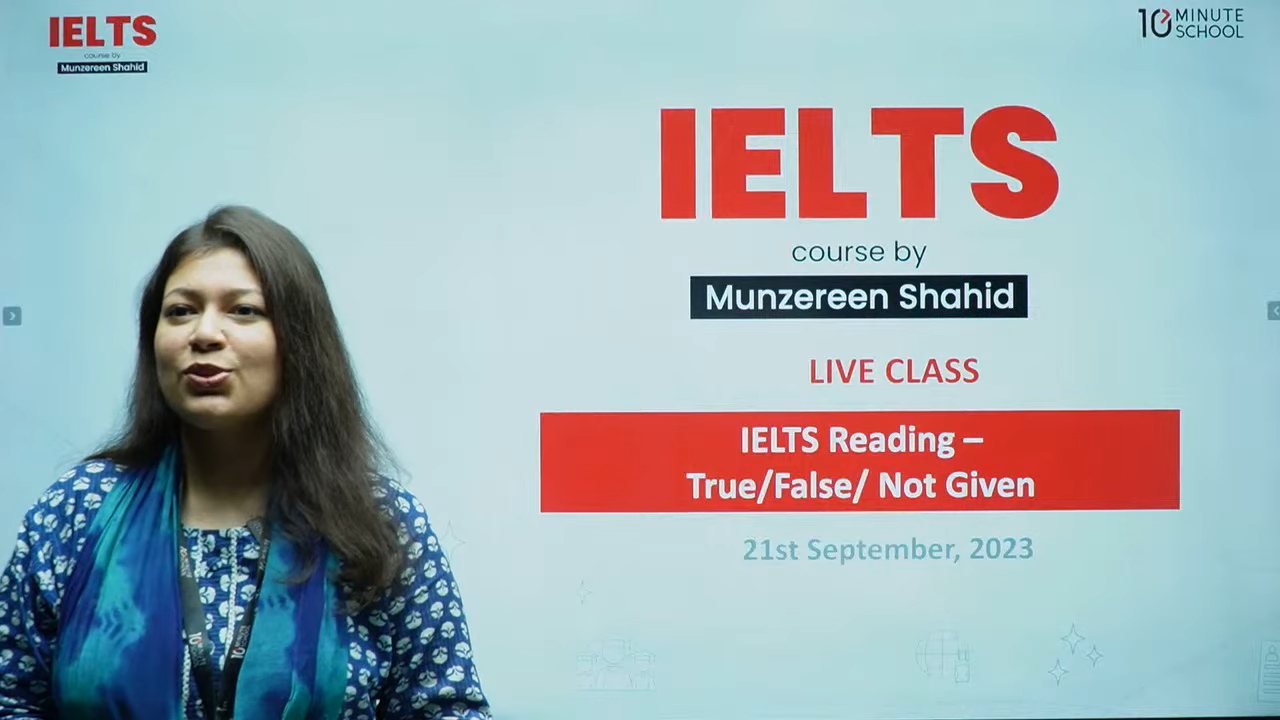 IELTS
course by
Munzereen Shahid
10 MINUTE
SCHOOL
IELTS
course by
Munzereen Shahid
LIVE CLASS
IELTS Reading –
True/False/ Not Given
21st September, 2023